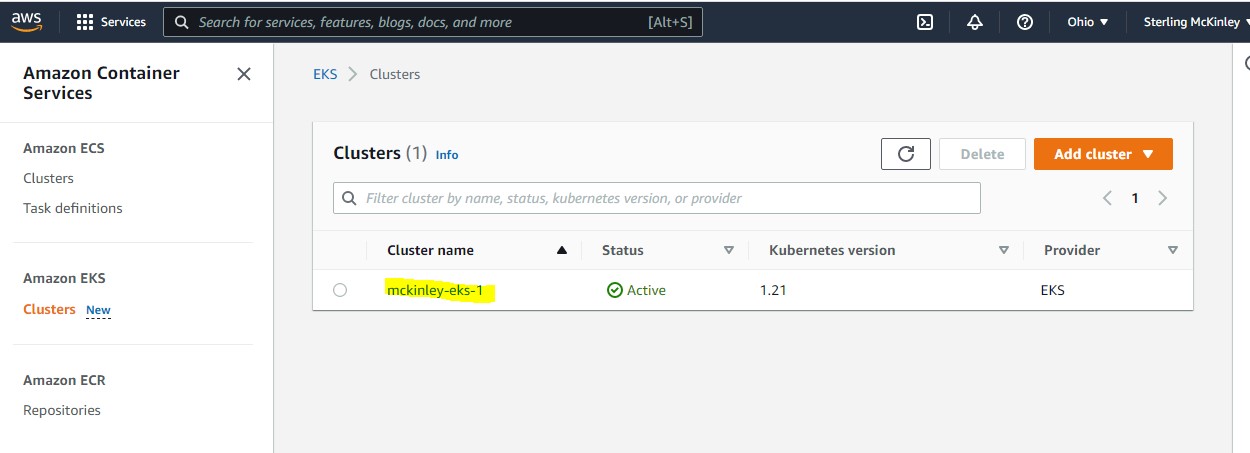 aws Services Search for services, features, blogs, docs, and more [Alt+S] Ohio Sterling McKinley
Amazon Container
Services
Amazon ECS
Clusters
Task definitions
Amazon EKS
Clusters New
Amazon ECR
Repositories
EKS Clusters
Clusters (1) Info Delete Add cluster
Filter cluster by name, status, kubernetes version, or provider 1
Cluster name Status Kubernetes version Provider
mckinley-eks-1 Active 1.21 EKS